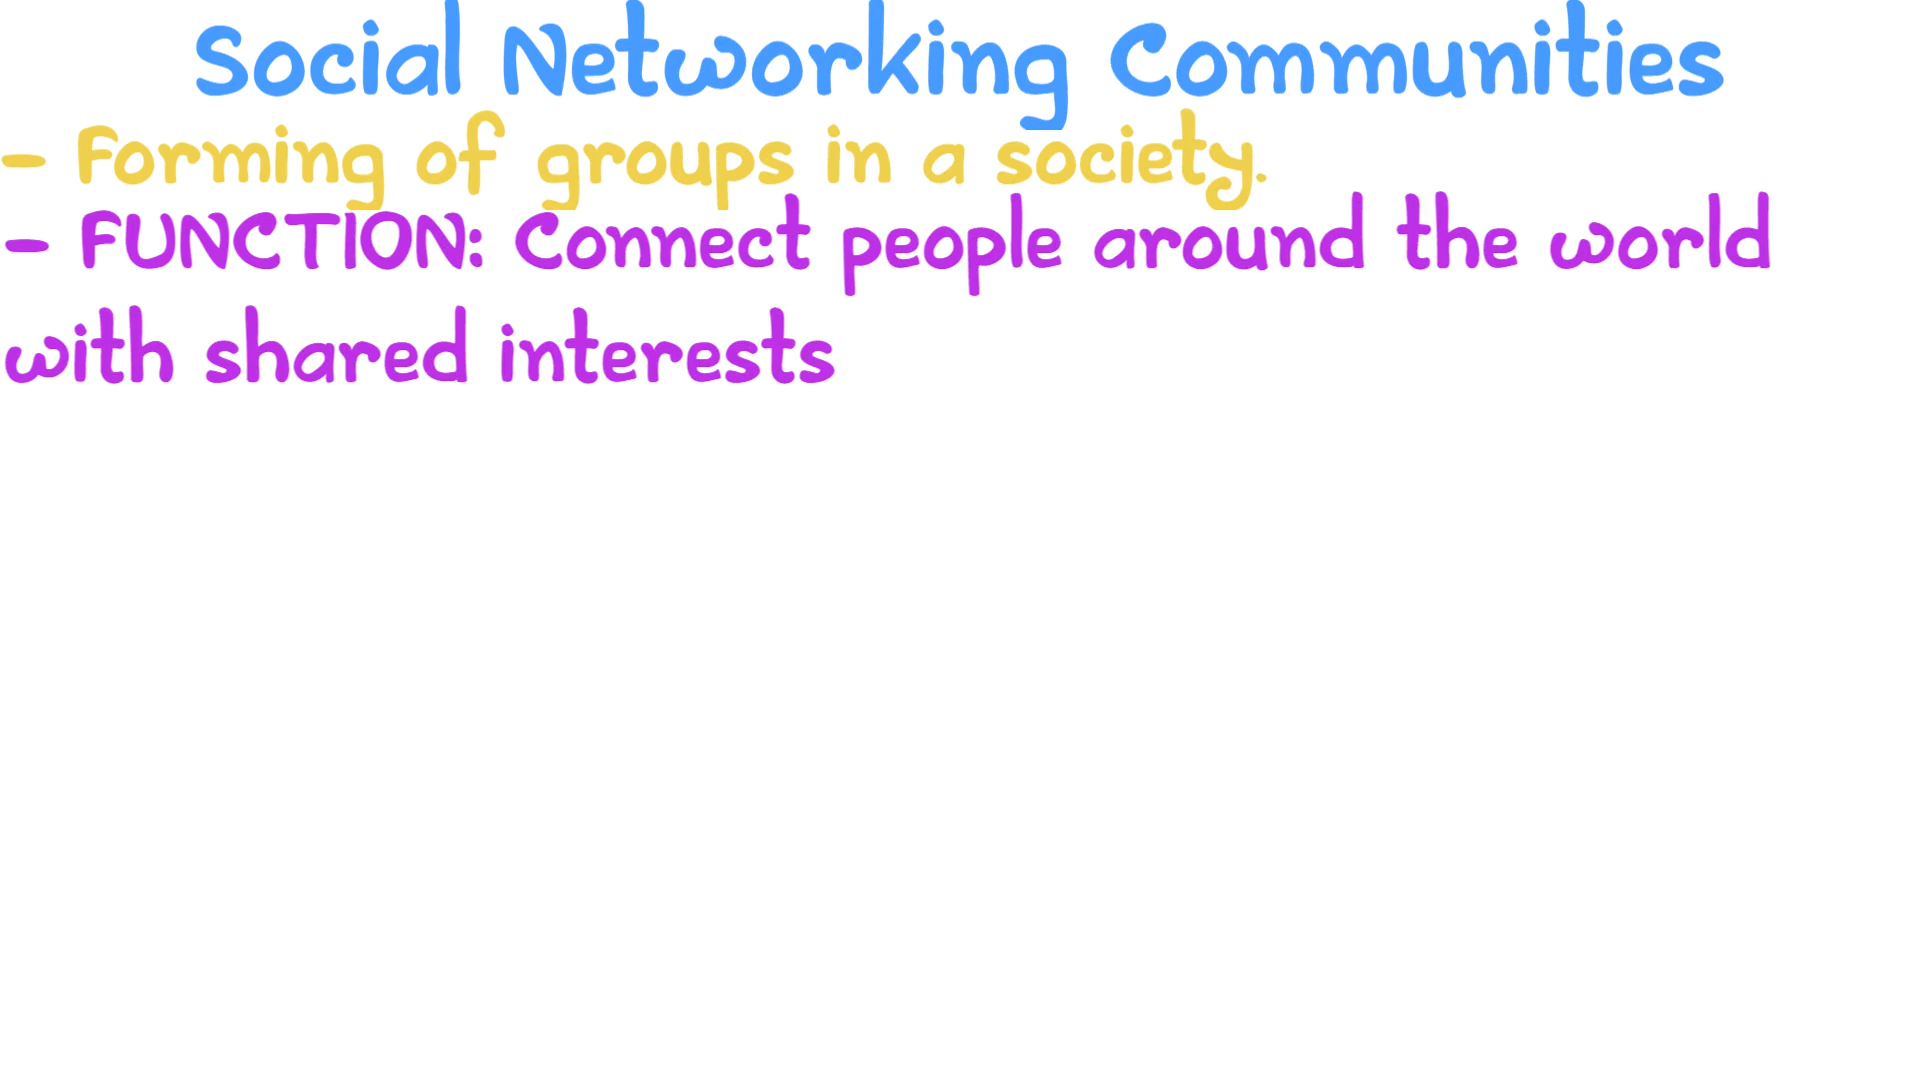 Social Networking Communities
- Forming of groups in a society.
- FUNCTION: Connect people around the world
with shared interests